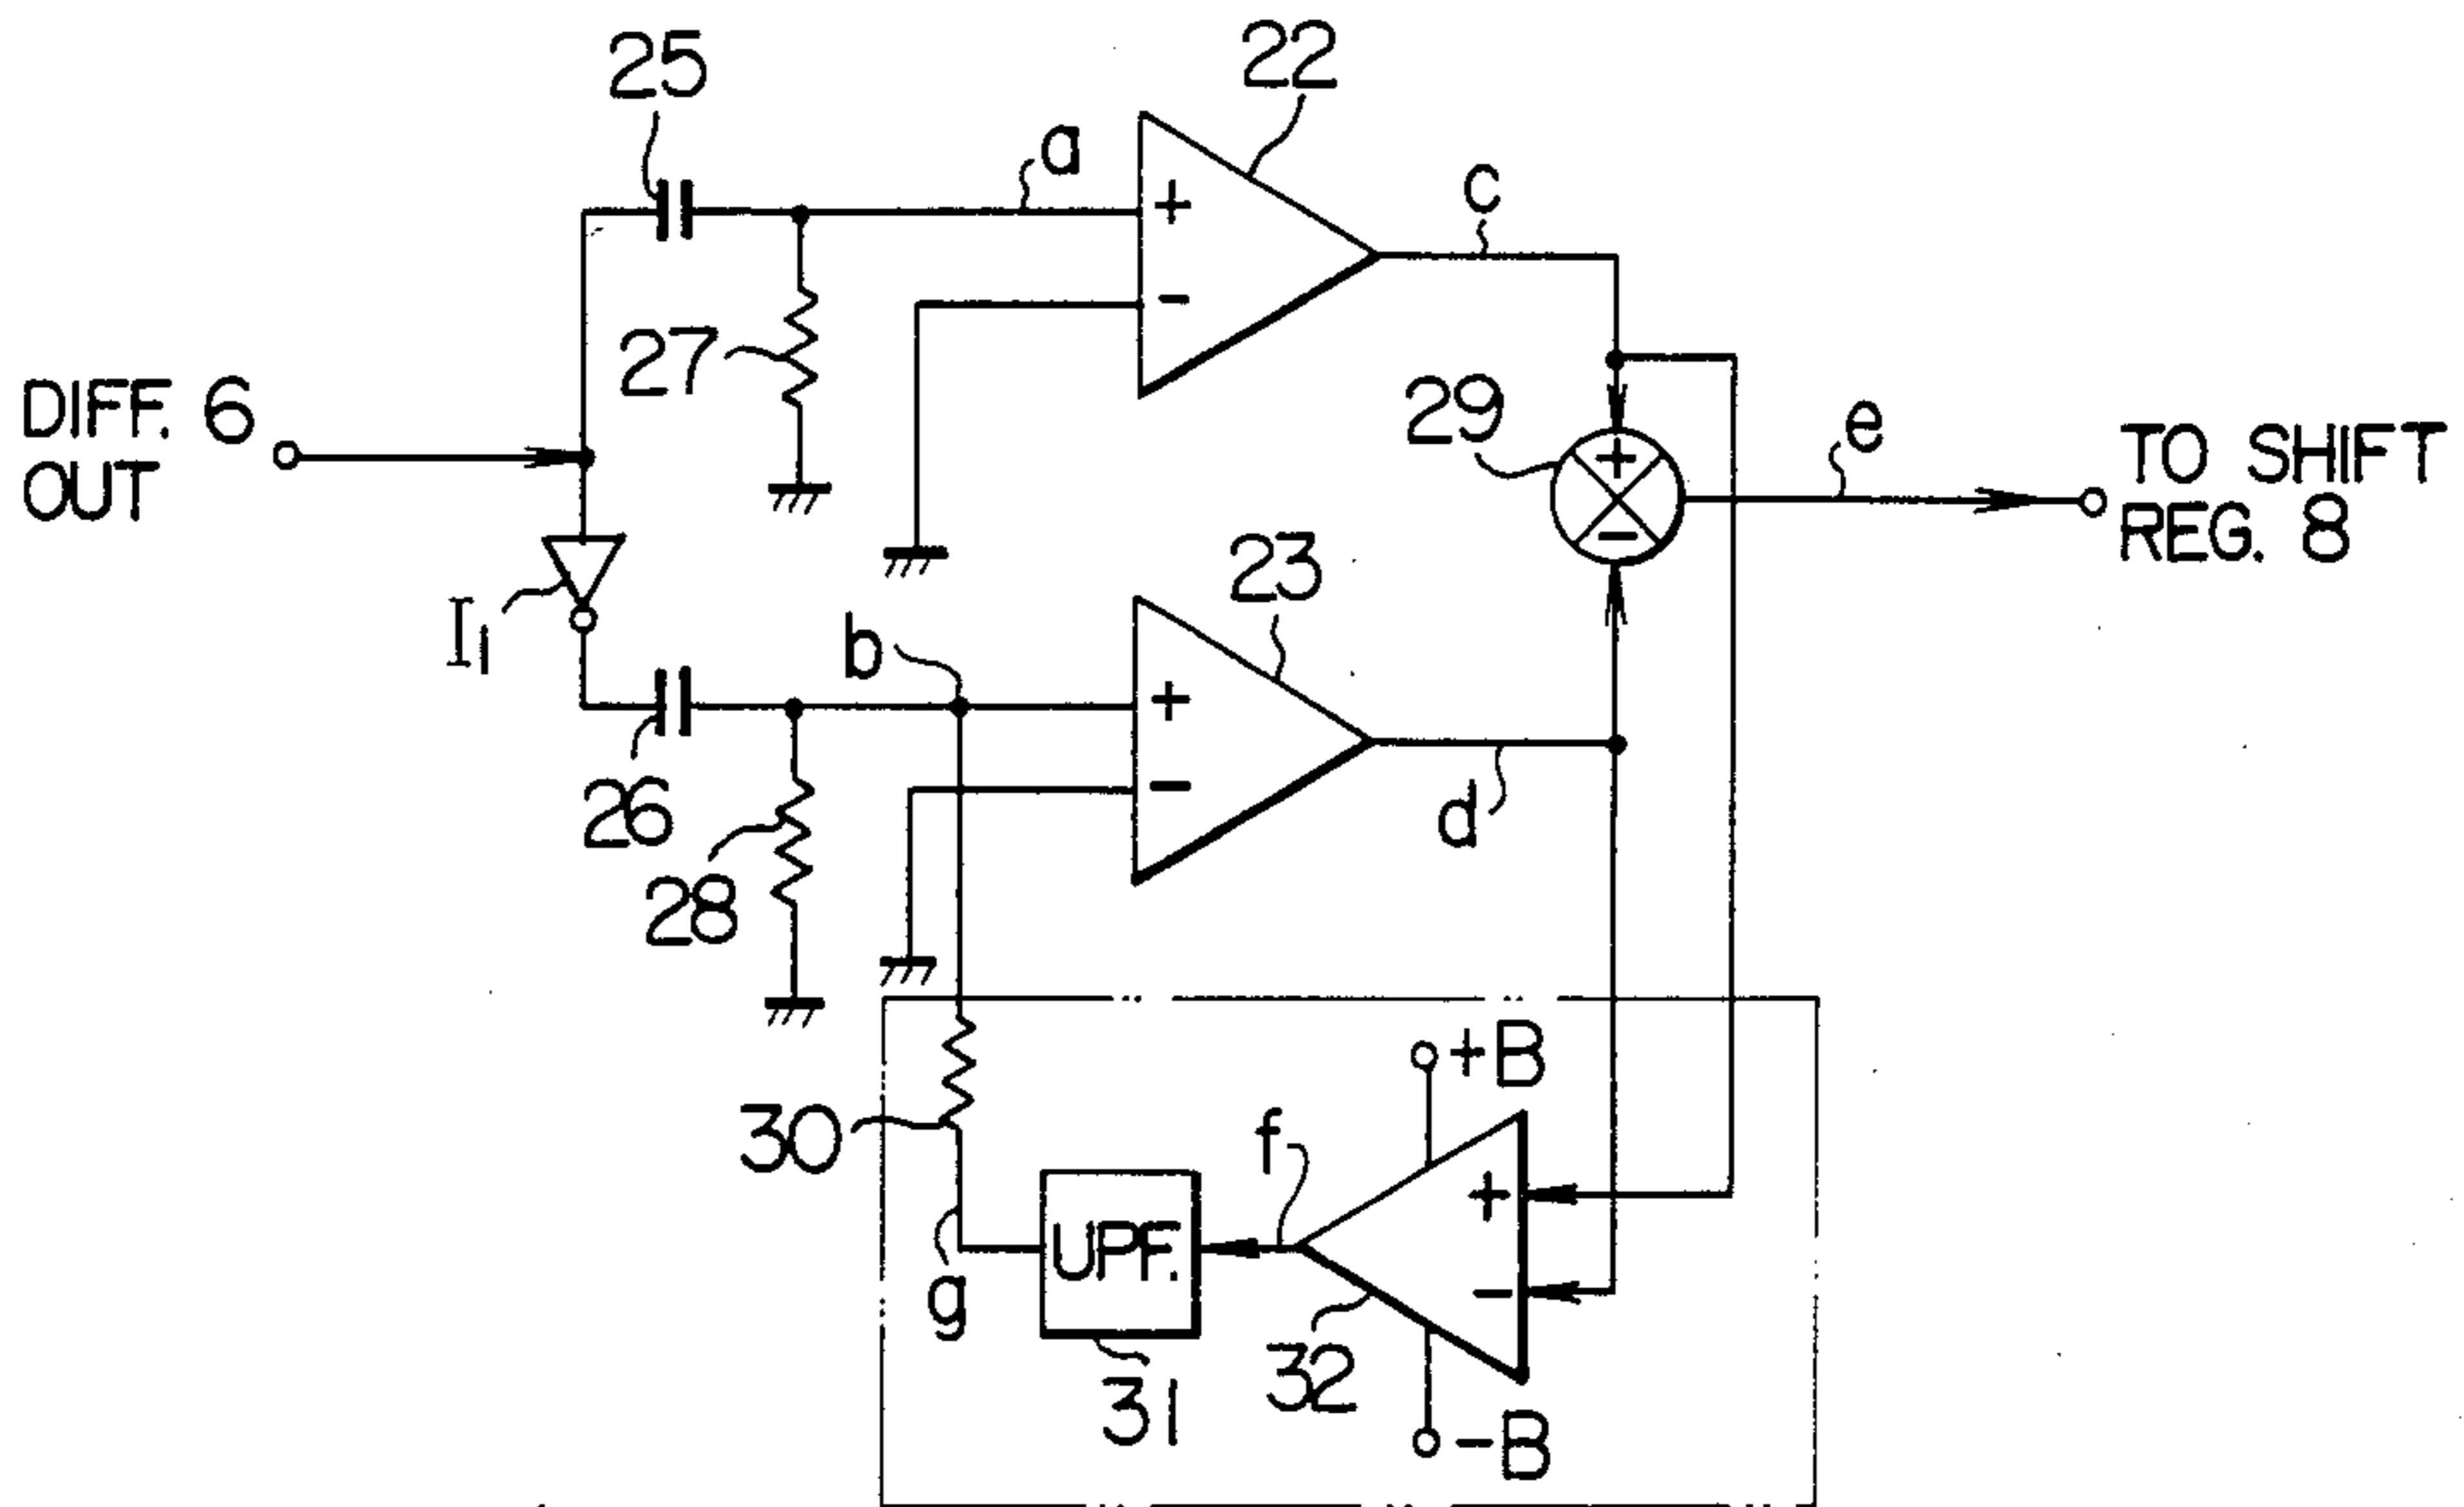 25
22
a
c
+
-
27
DIFF. 6
OUT
29
+
-
e
TO SHIFT
REG. 8
I1
b
23
+
-
26
28
d
+B
30
f
+
-
UPF.
g
32
31
-B